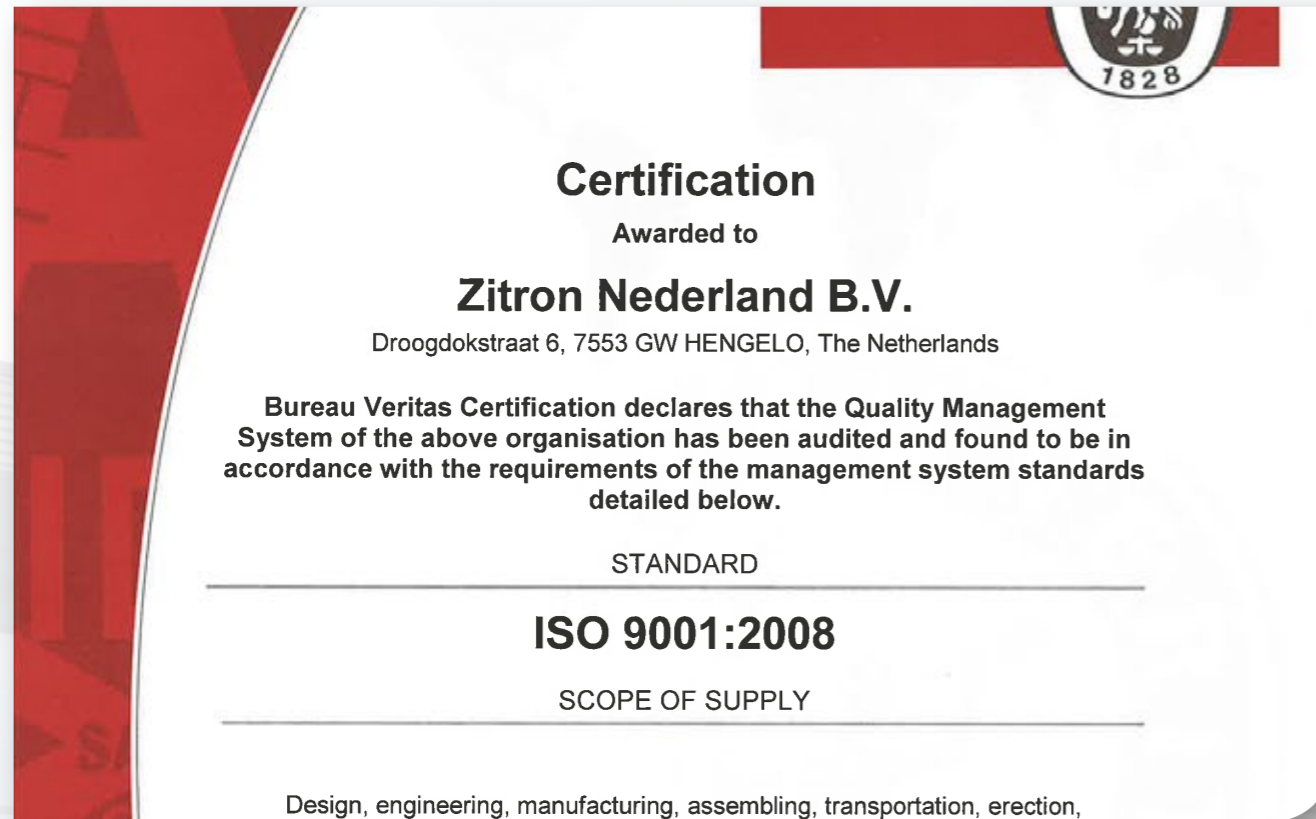 1828
Certification
Awarded to
Zitron Nederland B.V.
Droogdokstraat 6, 7553 GW HENGELO, The Netherlands
Bureau Veritas Certification declares that the Quality Management
System of the above organisation has been audited and found to be in
accordance with the requirements of the management system standards
detailed below.
STANDARD
ISO 9001:2008
SCOPE OF SUPPLY
Design, engineering, manufacturing, assembling, transportation, erection,